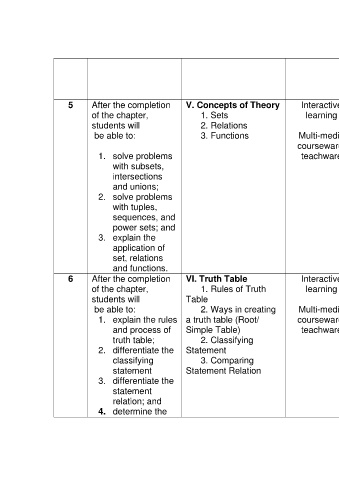 5
After the completion
of the chapter,
students will
be able to:
1. solve problems
with subsets,
intersections
and unions;
2. solve problems
with tuples,
sequences, and
power sets; and
3. explain the
application of
set, relations
and functions.
V. Concepts of Theory
1. Sets
2. Relations
3. Functions
Interactive
learning
Multi-medi
courseware
teachware
6
After the completion
of the chapter,
students will
be able to:
1. explain the rules
and process of
truth table;
2. differentiate the
classifying
statement
3. differentiate the
statement
relation; and
4. determine the
VI. Truth Table
1. Rules of Truth
Table
2. Ways in creating
a truth table (Root/
Simple Table)
2. Classifying
Statement
3. Comparing
Statement Relation
Interactive
learning
Multi-medi
courseware
teachware